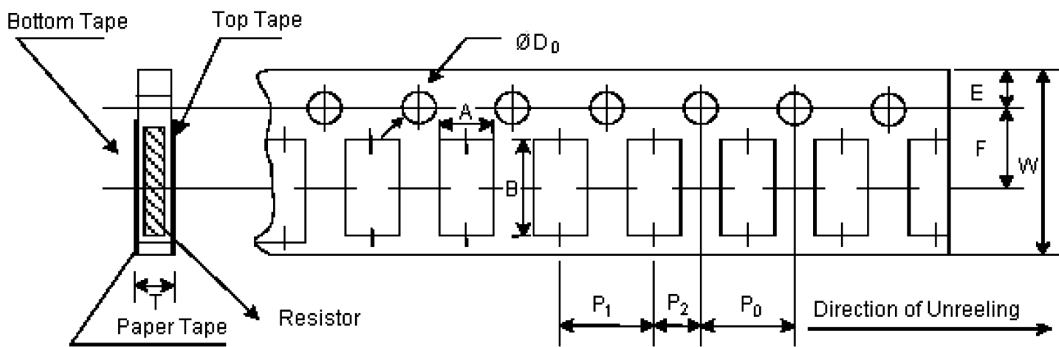 Bottom Tape
Top Tape
ØD₀
E
A
F
W
B
T
P₁
P₂
P₀
Resistor
Direction of Unreeling
Paper Tape